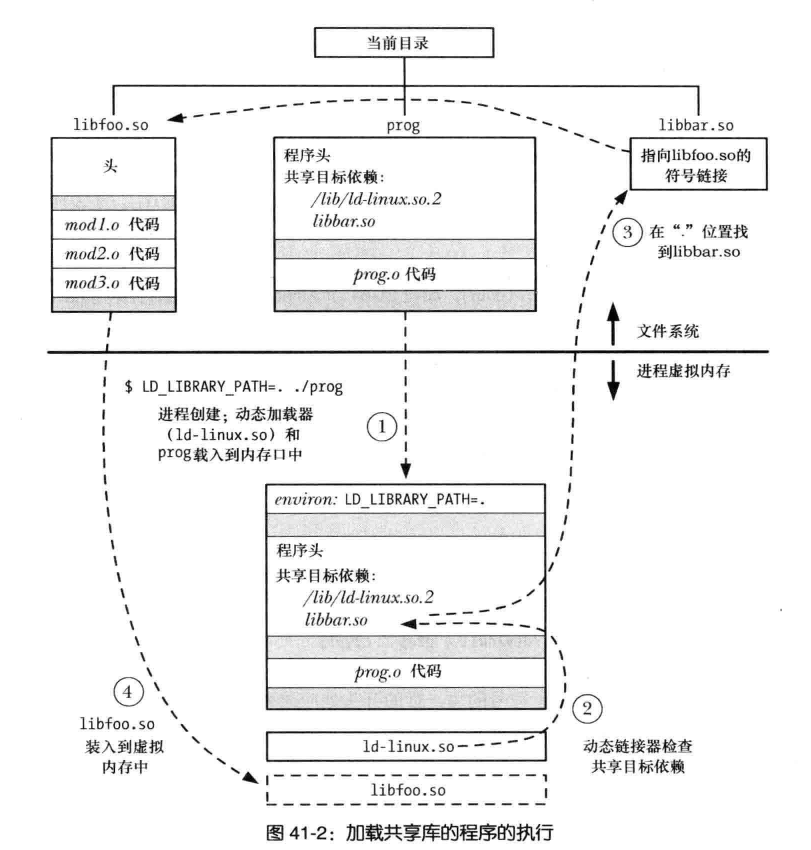 当前目录
libfoo.so
prog
libbar.so
头
mod1.o 代码
mod2.o 代码
mod3.o 代码
程序头
共享目标依赖:
/lib/ld-linux.so.2
libbar.so
prog.o 代码
指向libfoo.so的
符号链接
3 在“.”位置找
到libbar.so
文件系统
进程虚拟内存
$ LD_LIBRARY_PATH=. ./prog
进程创建; 动态加载器
(ld-linux.so) 和
prog载入到内存口中
1
environ: LD_LIBRARY_PATH=.
程序头
共享目标依赖:
/lib/ld-linux.so.2
libbar.so
prog.o 代码
4
libfoo.so
装入到虚拟
内存中
2
动态链接器检查
共享目标依赖
ld-linux.so
libfoo.so
图 41-2: 加载共享库的程序的执行